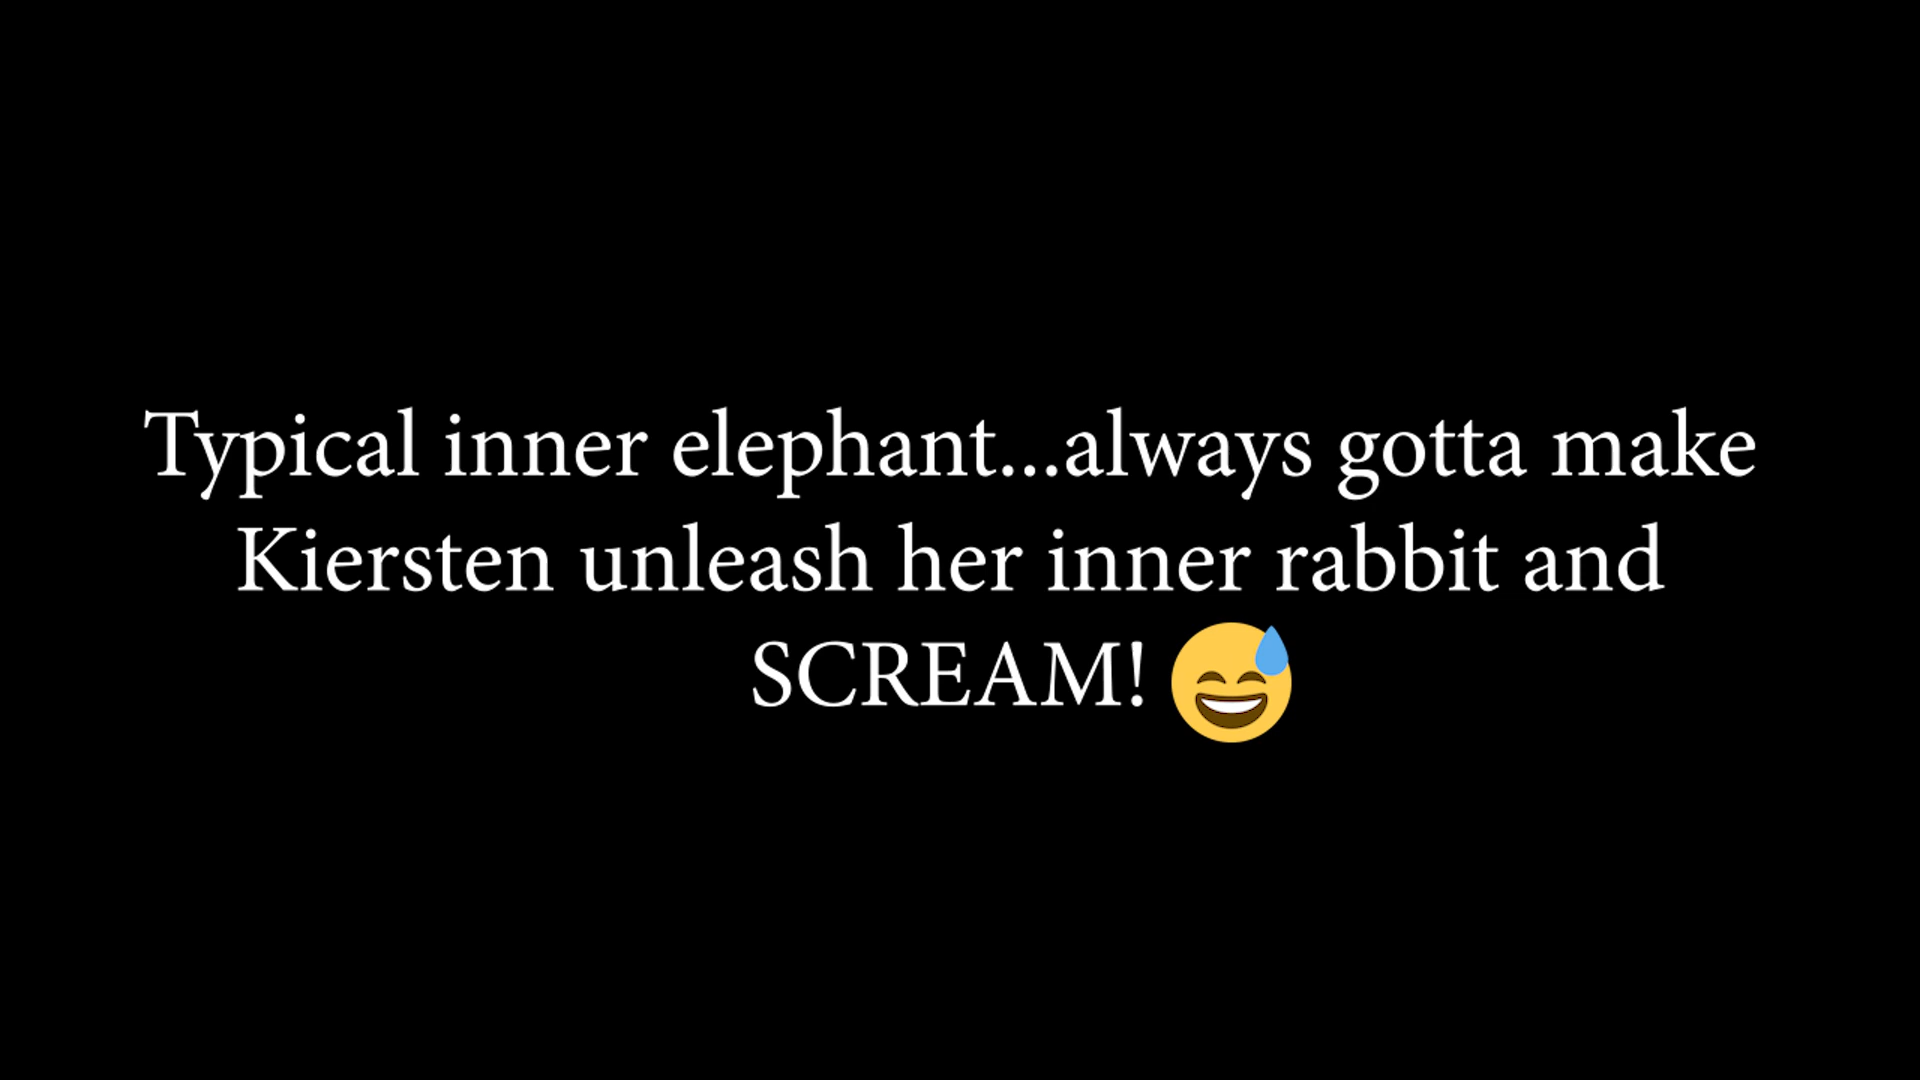 Typical inner elephant...always gotta make
Kiersten unleash her inner rabbit and
SCREAM! 😅